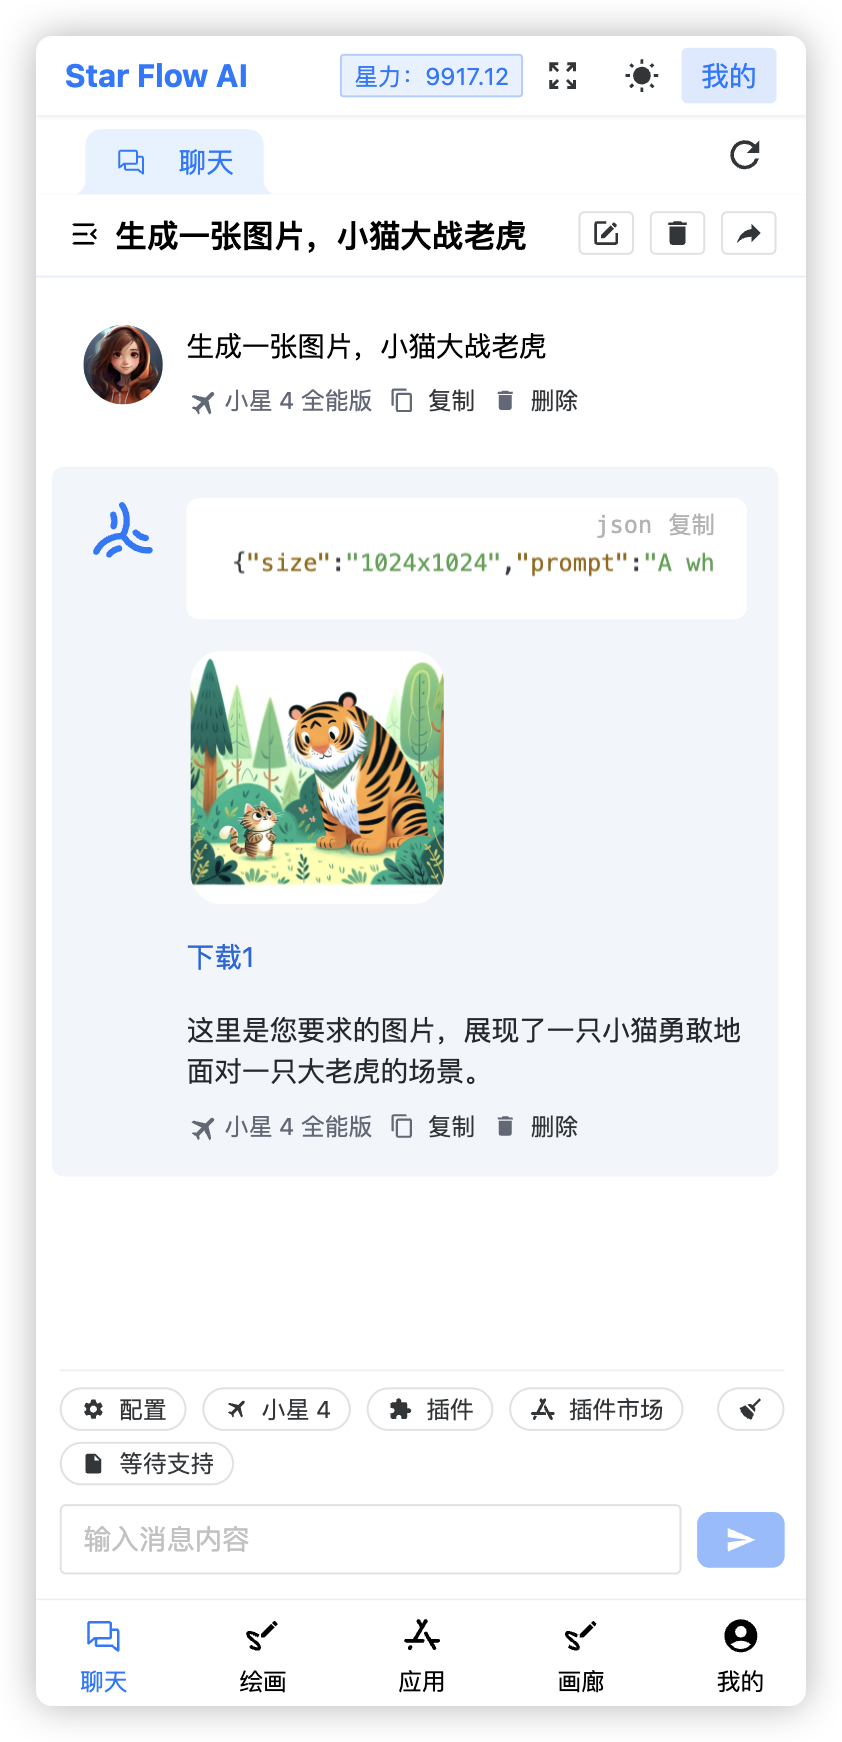 Star Flow AI
星力：9917.12
我的
聊天
生成一张图片，小猫大战老虎
生成一张图片，小猫大战老虎
小星 4 全能版 复制 删除
json 复制
{"size":"1024x1024","prompt":"A wh
下载1
这里是您要求的图片，展现了一只小猫勇敢地
面对一只大老虎的场景。
小星 4 全能版 复制 删除
配置 小星 4 插件 插件市场
等待支持
输入消息内容
聊天 绘画 应用 画廊 我的